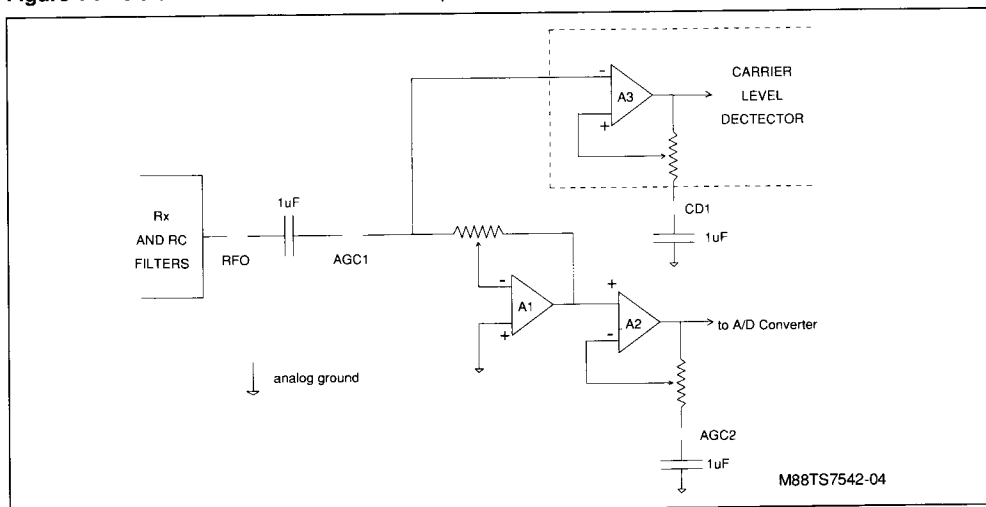 A3
-
+
CARRIER
LEVEL
DECTECTOR
CD1
1uF
Rx
AND RC
FILTERS
RFO
1uF
AGC1
-
A1
+
+
A2
-
to A/D Converter
analog ground
AGC2
1uF
M88TS7542-04